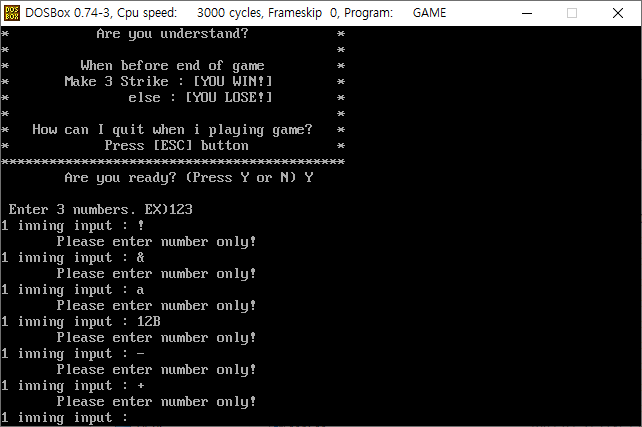 DOSBox 0.74-3, Cpu speed: 3000 cycles, Frameskip 0, Program: GAME
* Are you understand? *
* *
* When before end of game *
* Make 3 Strike : [YOU WIN!] *
* else : [YOU LOSE!] *
* *
* How can I quit when i playing game? *
* Press [ESC] button *
*******************************************
Are you ready? (Press Y or N) Y
Enter 3 numbers. EX)123
1 inning input : !
Please enter number only!
1 inning input : &
Please enter number only!
1 inning input : a
Please enter number only!
1 inning input : 12B
Please enter number only!
1 inning input : -
Please enter number only!
1 inning input : +
Please enter number only!
1 inning input :